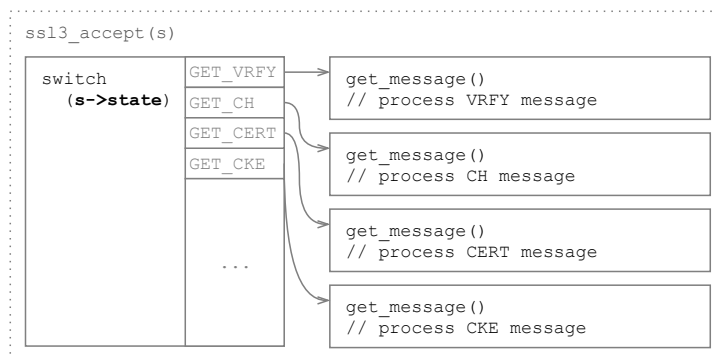 ssl3_accept(s)
switch
(s->state)
GET_VRFY
GET_CH
GET_CERT
GET_CKE
...
get_message()
// process VRFY message
get_message()
// process CH message
get_message()
// process CERT message
get_message()
// process CKE message